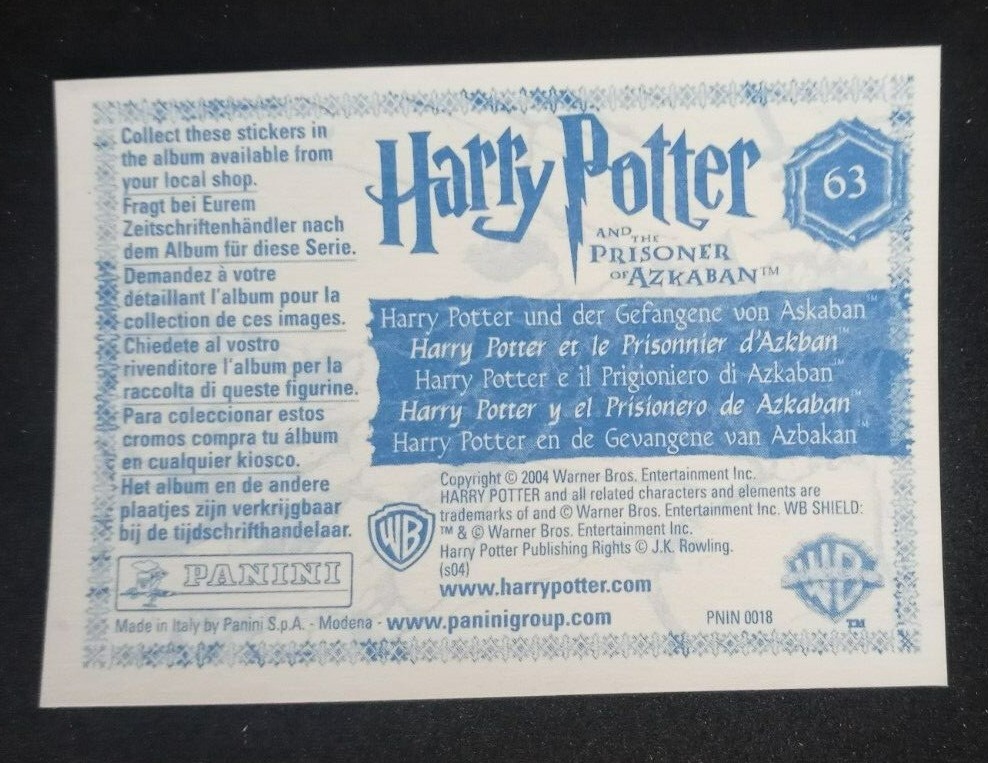 Collect these stickers in
the album available from
your local shop.
Fragt bei Eurem
Zeitschriftenhändler nach
dem Album für diese Serie.
Demandez à votre
détaillant l'album pour la
collection de ces images.
Chiedete al vostro
rivenditore l'album per la
raccolta di queste figurine.
Para coleccionar estos
cromos compra tu álbum
en cualquier kiosco.
Het album en de andere
plaatjes zijn verkrijgbaar
bij de tijdschrifthandelaar.
PANINI
Made in Italy by Panini S.p.A. - Modena - www.paninigroup.com
Harry Potter
AND THE
PRISONER
OF AZKABAN™
63
Harry Potter und der Gefangene von Askaban™
Harry Potter et le Prisonnier d'Azkban™
Harry Potter e il Prigioniero di Azkaban™
Harry Potter y el Prisionero de Azkaban™
Harry Potter en de Gevangene van Azbakan™
WB
Copyright © 2004 Warner Bros. Entertainment Inc.
HARRY POTTER and all related characters and elements are
trademarks of and © Warner Bros. Entertainment Inc. WB SHIELD:
™ & © Warner Bros. Entertainment Inc.
Harry Potter Publishing Rights © J.K. Rowling.
(s04)
www.harrypotter.com
PNIN 0018
WB
TM